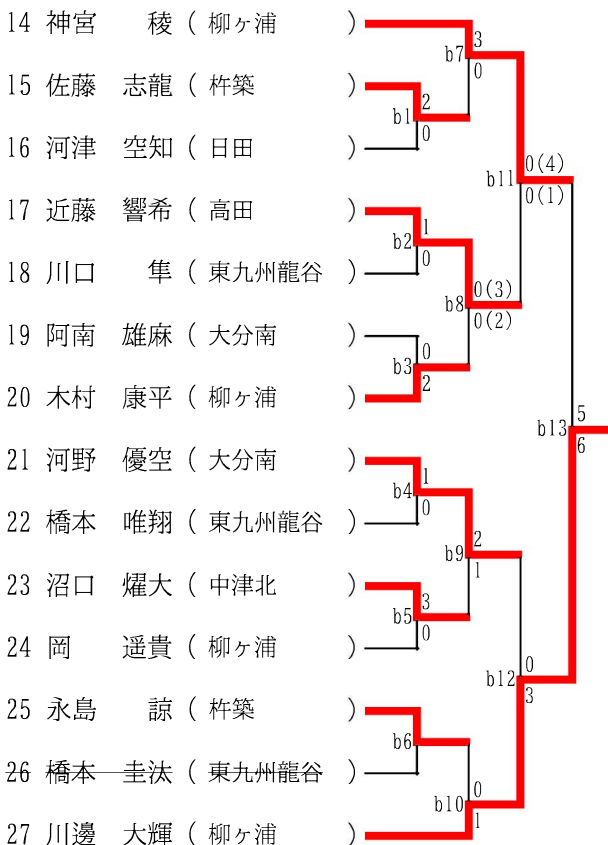 14 神宮　　稜 ( 柳ヶ浦 )
15 佐藤　志龍 ( 杵築 )
16 河津　空知 ( 日田 )
17 近藤　響希 ( 高田 )
18 川口　　隼 ( 東九州龍谷 )
19 阿南　雄麻 ( 大分南 )
20 木村　康平 ( 柳ヶ浦 )
21 河野　優空 ( 大分南 )
22 橋本　唯翔 ( 東九州龍谷 )
23 沼口　燿大 ( 中津北 )
24 岡　　遥貴 ( 柳ヶ浦 )
25 永島　　諒 ( 杵築 )
26 橋本　圭汰 ( 東九州龍谷 )
27 川邊　大輝 ( 柳ヶ浦 )
b1 2 0
b2 1 0
b3 0 2
b4 1 0
b5 3 0
b6
b7 3 0
b8 0(3) 0(2)
b9 2 1
b10 0 1
b11 0(4) 0(1)
b12 0 3
b13 5 6